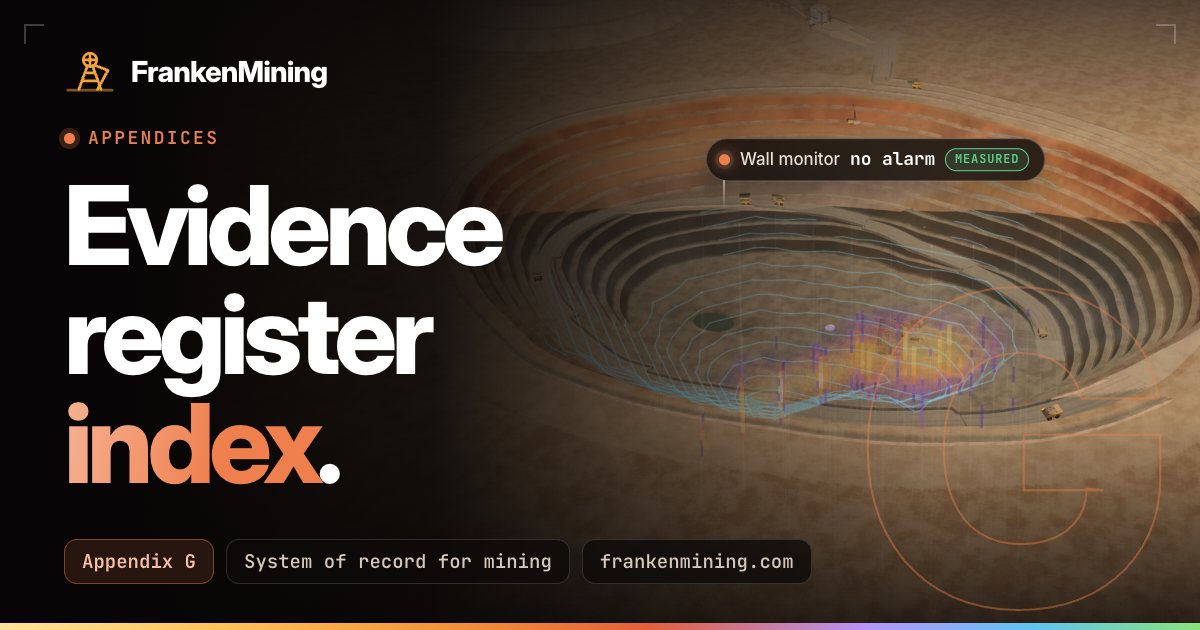 FrankenMining
APPENDICES
Evidence
register
index.
Wall monitor no alarm MEASURED
Appendix G
System of record for mining
frankenmining.com
G